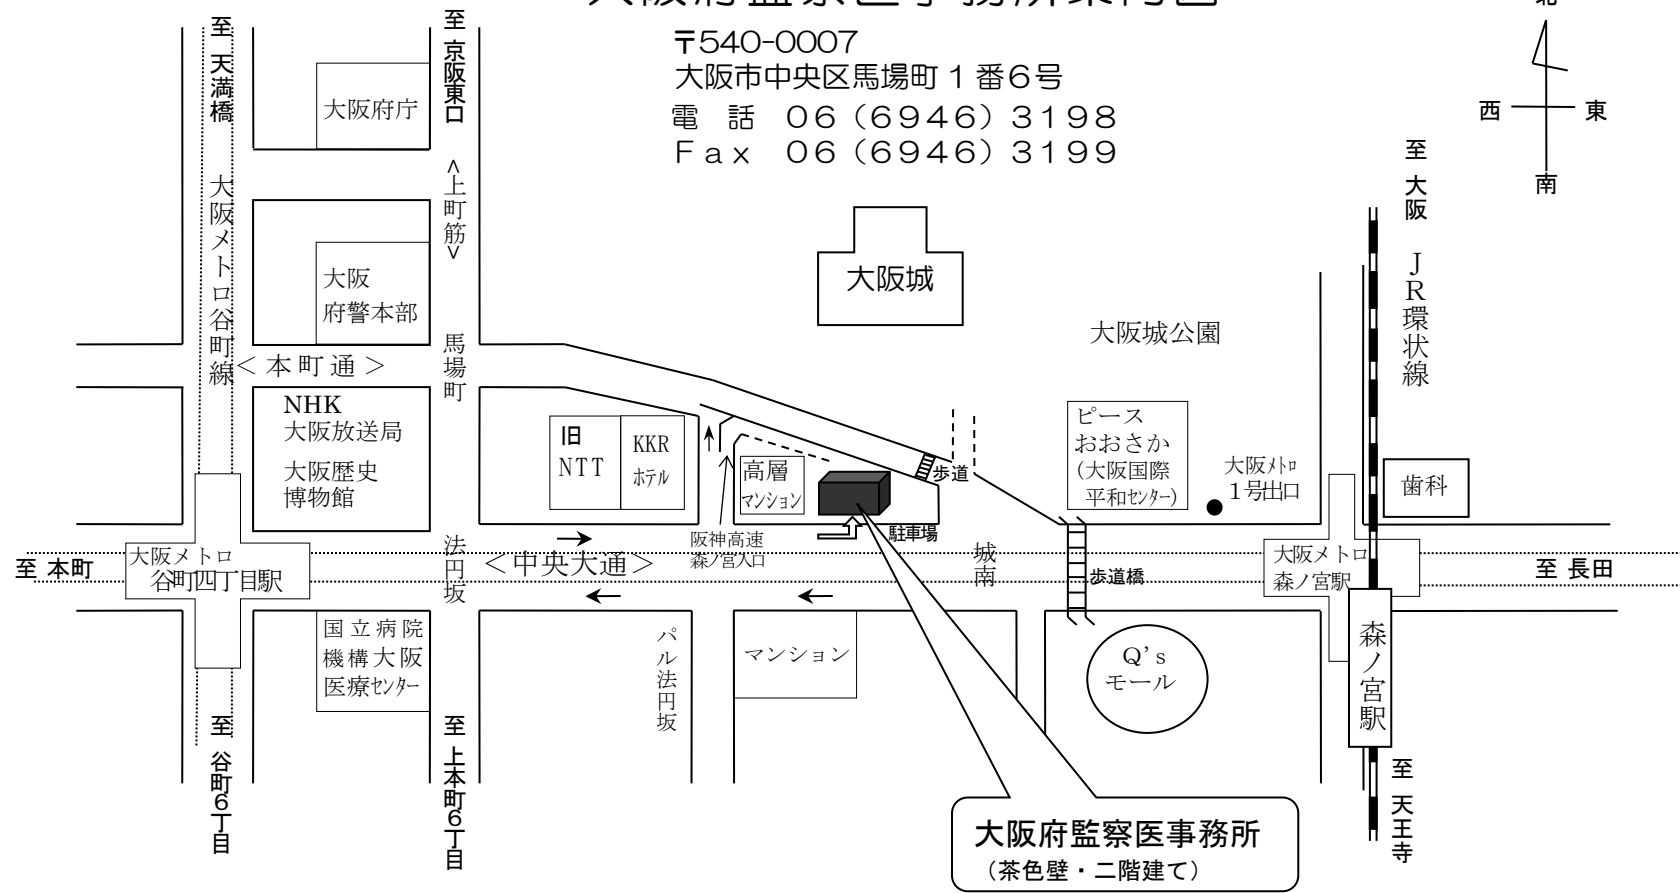 大阪府監察医事務所案内図
〒540-0007
大阪市中央区馬場町1番6号
電 話 06(6946)3198
Fax 06(6946)3199
北
西
東
南
至 天満橋
至 京阪東口
大阪府庁
大阪メトロ谷町線
<上町筋>
大阪
府警本部
大阪城
大阪城公園
至 大阪
JR環状線
<本町通>
馬場町
NHK
大阪放送局
大阪歴史
博物館
旧
NTT
KKR
ホテル
高層
マンション
歩道
ピース
おおさか
(大阪国際
平和センター)
大阪メトロ
1号出口
歯科
阪神高速
森ノ宮入口
駐車場
至 本町
大阪メトロ
谷町四丁目駅
法円坂
<中央大通>
城南
歩道橋
大阪メトロ
森ノ宮駅
至 長田
国立病院
機構大阪
医療センター
パル法円坂
マンション
Q's
モール
森ノ宮駅
至 谷町6丁目
至 上本町6丁目
至 天王寺
大阪府監察医事務所
(茶色壁・二階建て)